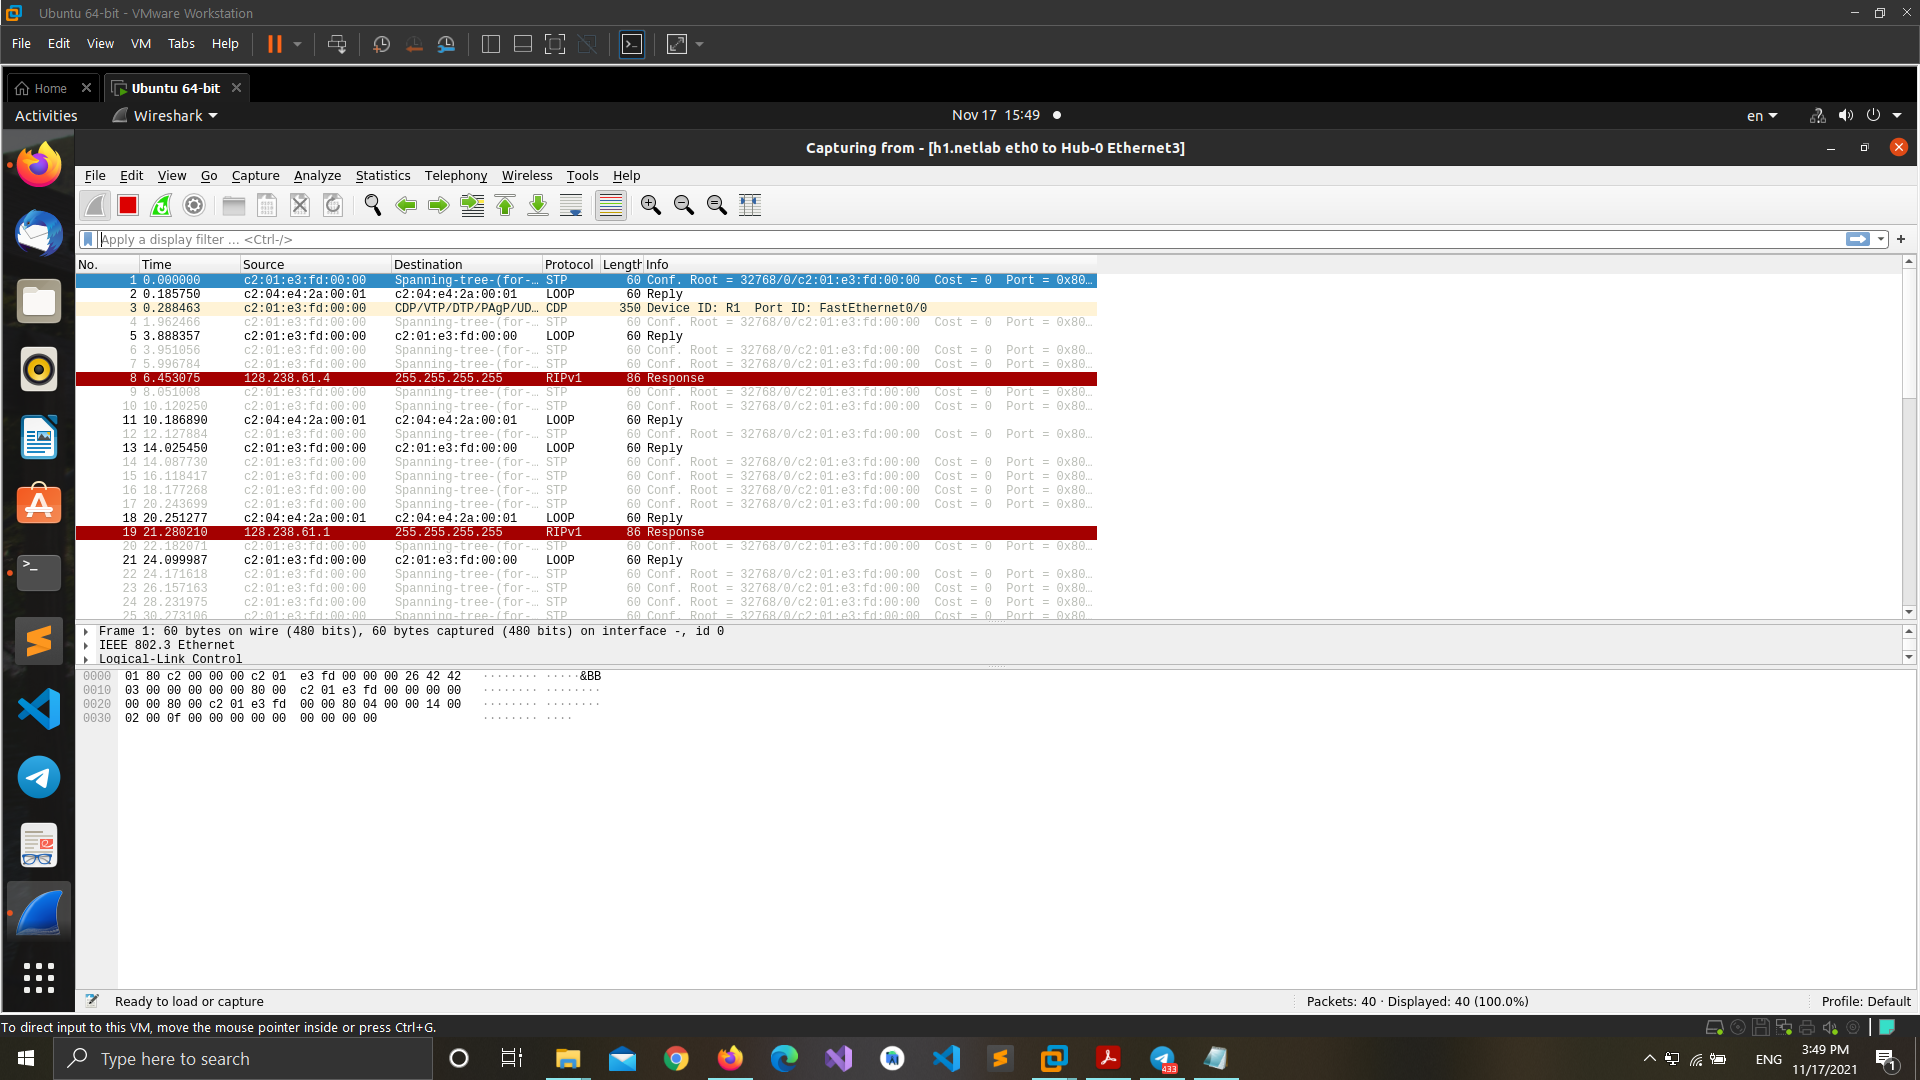 Ubuntu 64-bit - VMware Workstation
File Edit View VM Tabs Help
Home
Ubuntu 64-bit
Activities Wireshark Nov 17 15:49 en
Capturing from - [h1.netlab eth0 to Hub-0 Ethernet3]
File Edit View Go Capture Analyze Statistics Telephony Wireless Tools Help
Apply a display filter ... <Ctrl-/>
No. Time Source Destination Protocol Length Info
1 0.000000 c2:01:e3:fd:00:00 Spanning-tree-(for-… STP 60 Conf. Root = 32768/0/c2:01:e3:fd:00:00 Cost = 0 Port = 0x80…
2 0.185750 c2:04:e4:2a:00:01 c2:04:e4:2a:00:01 LOOP 60 Reply
3 0.288463 c2:01:e3:fd:00:00 CDP/VTP/DTP/PAgP/UD… CDP 350 Device ID: R1 Port ID: FastEthernet0/0
4 1.962466 c2:01:e3:fd:00:00 Spanning-tree-(for-… STP 60 Conf. Root = 32768/0/c2:01:e3:fd:00:00 Cost = 0 Port = 0x80…
5 3.888357 c2:01:e3:fd:00:00 c2:01:e3:fd:00:00 LOOP 60 Reply
6 3.951056 c2:01:e3:fd:00:00 Spanning-tree-(for-… STP 60 Conf. Root = 32768/0/c2:01:e3:fd:00:00 Cost = 0 Port = 0x80…
7 5.996784 c2:01:e3:fd:00:00 Spanning-tree-(for-… STP 60 Conf. Root = 32768/0/c2:01:e3:fd:00:00 Cost = 0 Port = 0x80…
8 6.453075 128.238.61.4 255.255.255.255 RIPv1 86 Response
9 8.051008 c2:01:e3:fd:00:00 Spanning-tree-(for-… STP 60 Conf. Root = 32768/0/c2:01:e3:fd:00:00 Cost = 0 Port = 0x80…
10 10.120250 c2:01:e3:fd:00:00 Spanning-tree-(for-… STP 60 Conf. Root = 32768/0/c2:01:e3:fd:00:00 Cost = 0 Port = 0x80…
11 10.186890 c2:04:e4:2a:00:01 c2:04:e4:2a:00:01 LOOP 60 Reply
12 12.127884 c2:01:e3:fd:00:00 Spanning-tree-(for-… STP 60 Conf. Root = 32768/0/c2:01:e3:fd:00:00 Cost = 0 Port = 0x80…
13 14.025450 c2:01:e3:fd:00:00 c2:01:e3:fd:00:00 LOOP 60 Reply
14 14.087730 c2:01:e3:fd:00:00 Spanning-tree-(for-… STP 60 Conf. Root = 32768/0/c2:01:e3:fd:00:00 Cost = 0 Port = 0x80…
15 16.118417 c2:01:e3:fd:00:00 Spanning-tree-(for-… STP 60 Conf. Root = 32768/0/c2:01:e3:fd:00:00 Cost = 0 Port = 0x80…
16 18.177268 c2:01:e3:fd:00:00 Spanning-tree-(for-… STP 60 Conf. Root = 32768/0/c2:01:e3:fd:00:00 Cost = 0 Port = 0x80…
17 20.243699 c2:01:e3:fd:00:00 Spanning-tree-(for-… STP 60 Conf. Root = 32768/0/c2:01:e3:fd:00:00 Cost = 0 Port = 0x80…
18 20.251277 c2:04:e4:2a:00:01 c2:04:e4:2a:00:01 LOOP 60 Reply
19 21.280210 128.238.61.1 255.255.255.255 RIPv1 86 Response
20 22.182071 c2:01:e3:fd:00:00 Spanning-tree-(for-… STP 60 Conf. Root = 32768/0/c2:01:e3:fd:00:00 Cost = 0 Port = 0x80…
21 24.099987 c2:01:e3:fd:00:00 c2:01:e3:fd:00:00 LOOP 60 Reply
22 24.171618 c2:01:e3:fd:00:00 Spanning-tree-(for-… STP 60 Conf. Root = 32768/0/c2:01:e3:fd:00:00 Cost = 0 Port = 0x80…
23 26.157163 c2:01:e3:fd:00:00 Spanning-tree-(for-… STP 60 Conf. Root = 32768/0/c2:01:e3:fd:00:00 Cost = 0 Port = 0x80…
24 28.231975 c2:01:e3:fd:00:00 Spanning-tree-(for-… STP 60 Conf. Root = 32768/0/c2:01:e3:fd:00:00 Cost = 0 Port = 0x80…
25 30.273106 c2:01:e3:fd:00:00 Spanning-tree-(for-… STP 60 Conf. Root = 32768/0/c2:01:e3:fd:00:00 Cost = 0 Port = 0x80…
Frame 1: 60 bytes on wire (480 bits), 60 bytes captured (480 bits) on interface -, id 0
IEEE 802.3 Ethernet
Logical-Link Control
0000 01 80 c2 00 00 00 c2 01 e3 fd 00 00 00 26 42 42 ········ ·····&BB
0010 03 00 00 00 00 00 80 00 c2 01 e3 fd 00 00 00 00 ········ ········
0020 00 00 80 00 c2 01 e3 fd 00 00 80 04 00 00 14 00 ········ ········
0030 02 00 0f 00 00 00 00 00 00 00 00 00 ········ ····
Ready to load or capture Packets: 40 · Displayed: 40 (100.0%) Profile: Default
To direct input to this VM, move the mouse pointer inside or press Ctrl+G.
Type here to search
433
ENG
3:49 PM
11/17/2021
1